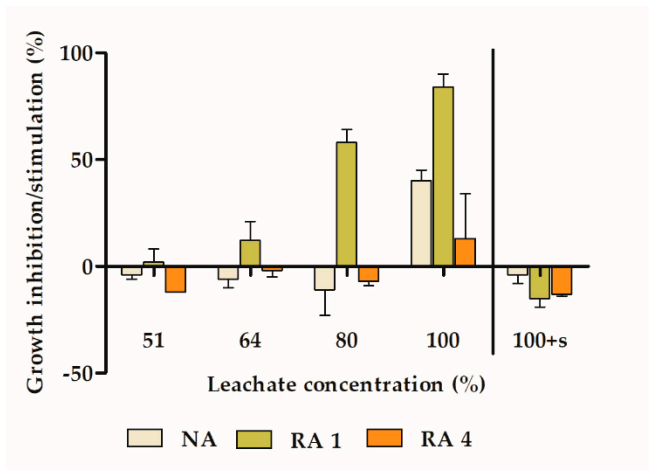 Growth inhibition/stimulation (%)
100
50
0
-50
51 64 80 100 100+s
Leachate concentration (%)
NA RA 1 RA 4